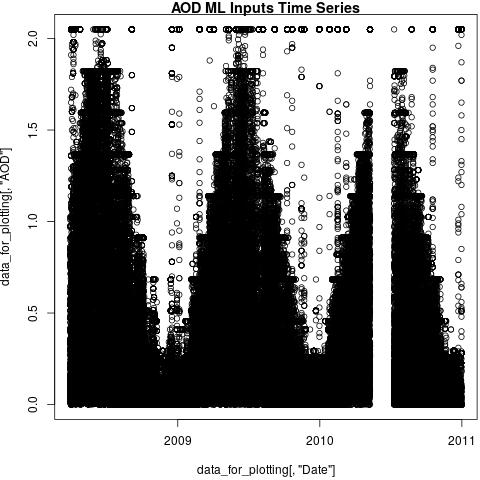 AOD ML Inputs Time Series
data_for_plotting[, "AOD"]
2.0
1.5
1.0
0.5
0.0
2009 2010 2011
data_for_plotting[, "Date"]